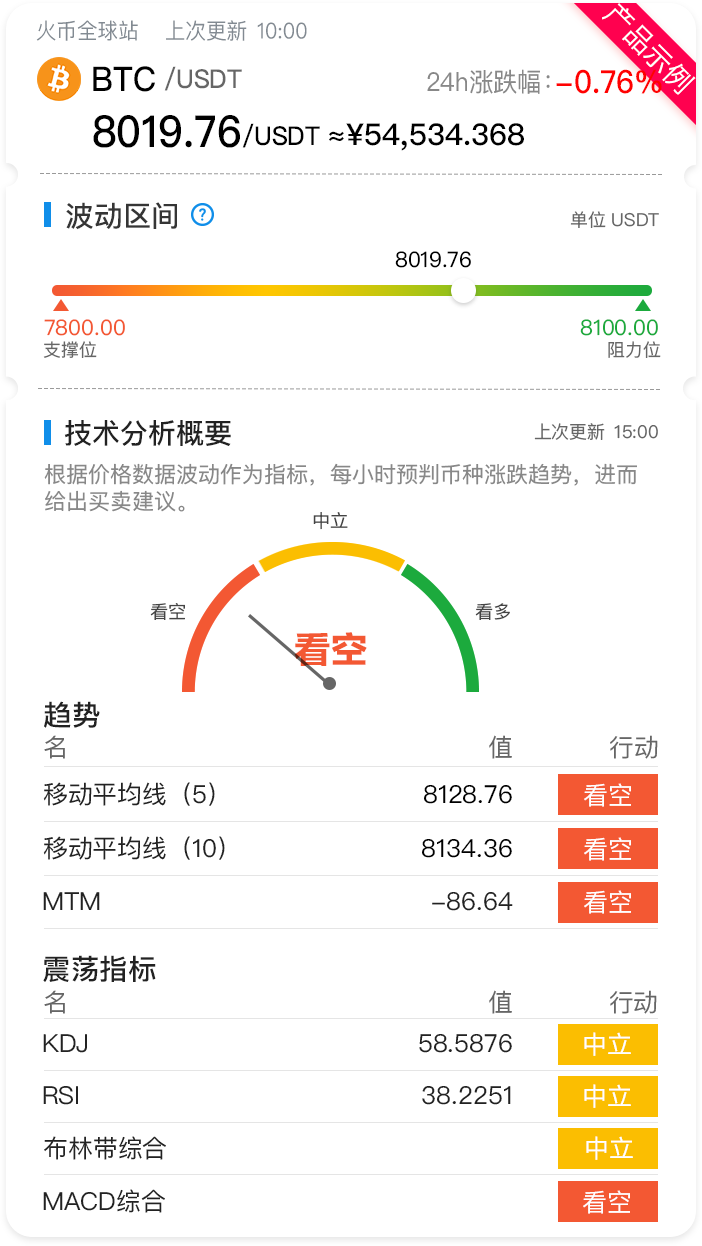 火币全球站 上次更新 10:00
产品示例
BTC /USDT
24h涨跌幅：-0.76%
8019.76/USDT ≈¥54,534.368
波动区间 ?
单位 USDT
8019.76
7800.00 8100.00
支撑位 阻力位
技术分析概要 上次更新 15:00
根据价格数据波动作为指标，每小时预判币种涨跌趋势，进而
给出买卖建议。
中立
看空 看多
看空
趋势
名 值 行动
移动平均线（5） 8128.76 看空
移动平均线（10） 8134.36 看空
MTM -86.64 看空
震荡指标
名 值 行动
KDJ 58.5876 中立
RSI 38.2251 中立
布林带综合 中立
MACD综合 看空